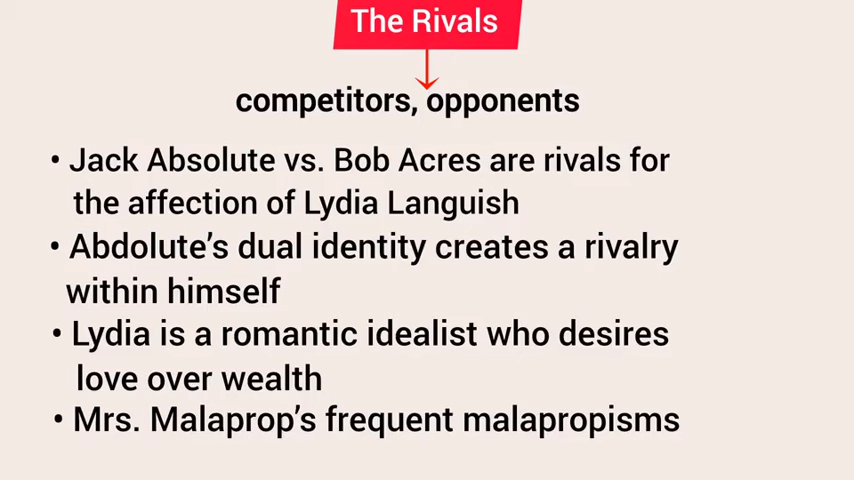 The Rivals
competitors, opponents
• Jack Absolute vs. Bob Acres are rivals for
the affection of Lydia Languish
• Abdolute's dual identity creates a rivalry
within himself
• Lydia is a romantic idealist who desires
love over wealth
• Mrs. Malaprop's frequent malapropisms